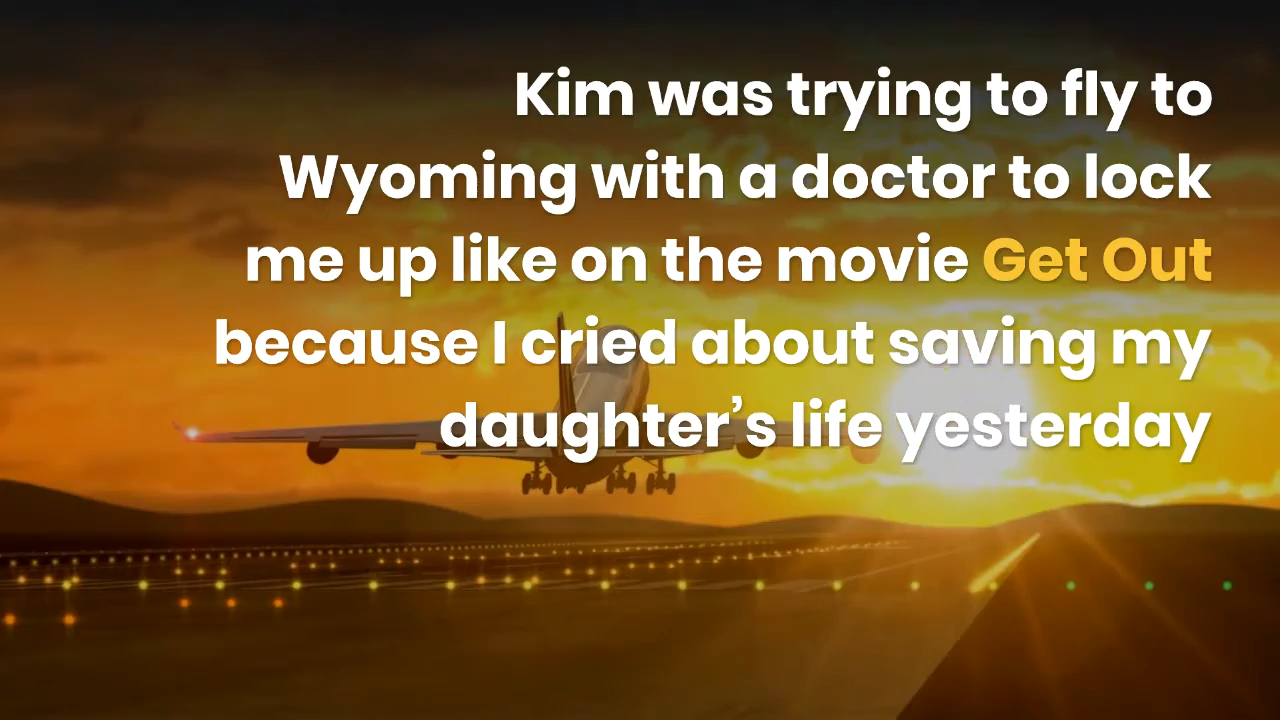 Kim was trying to fly to
Wyoming with a doctor to lock
me up like on the movie Get Out
because I cried about saving my
daughter’s life yesterday